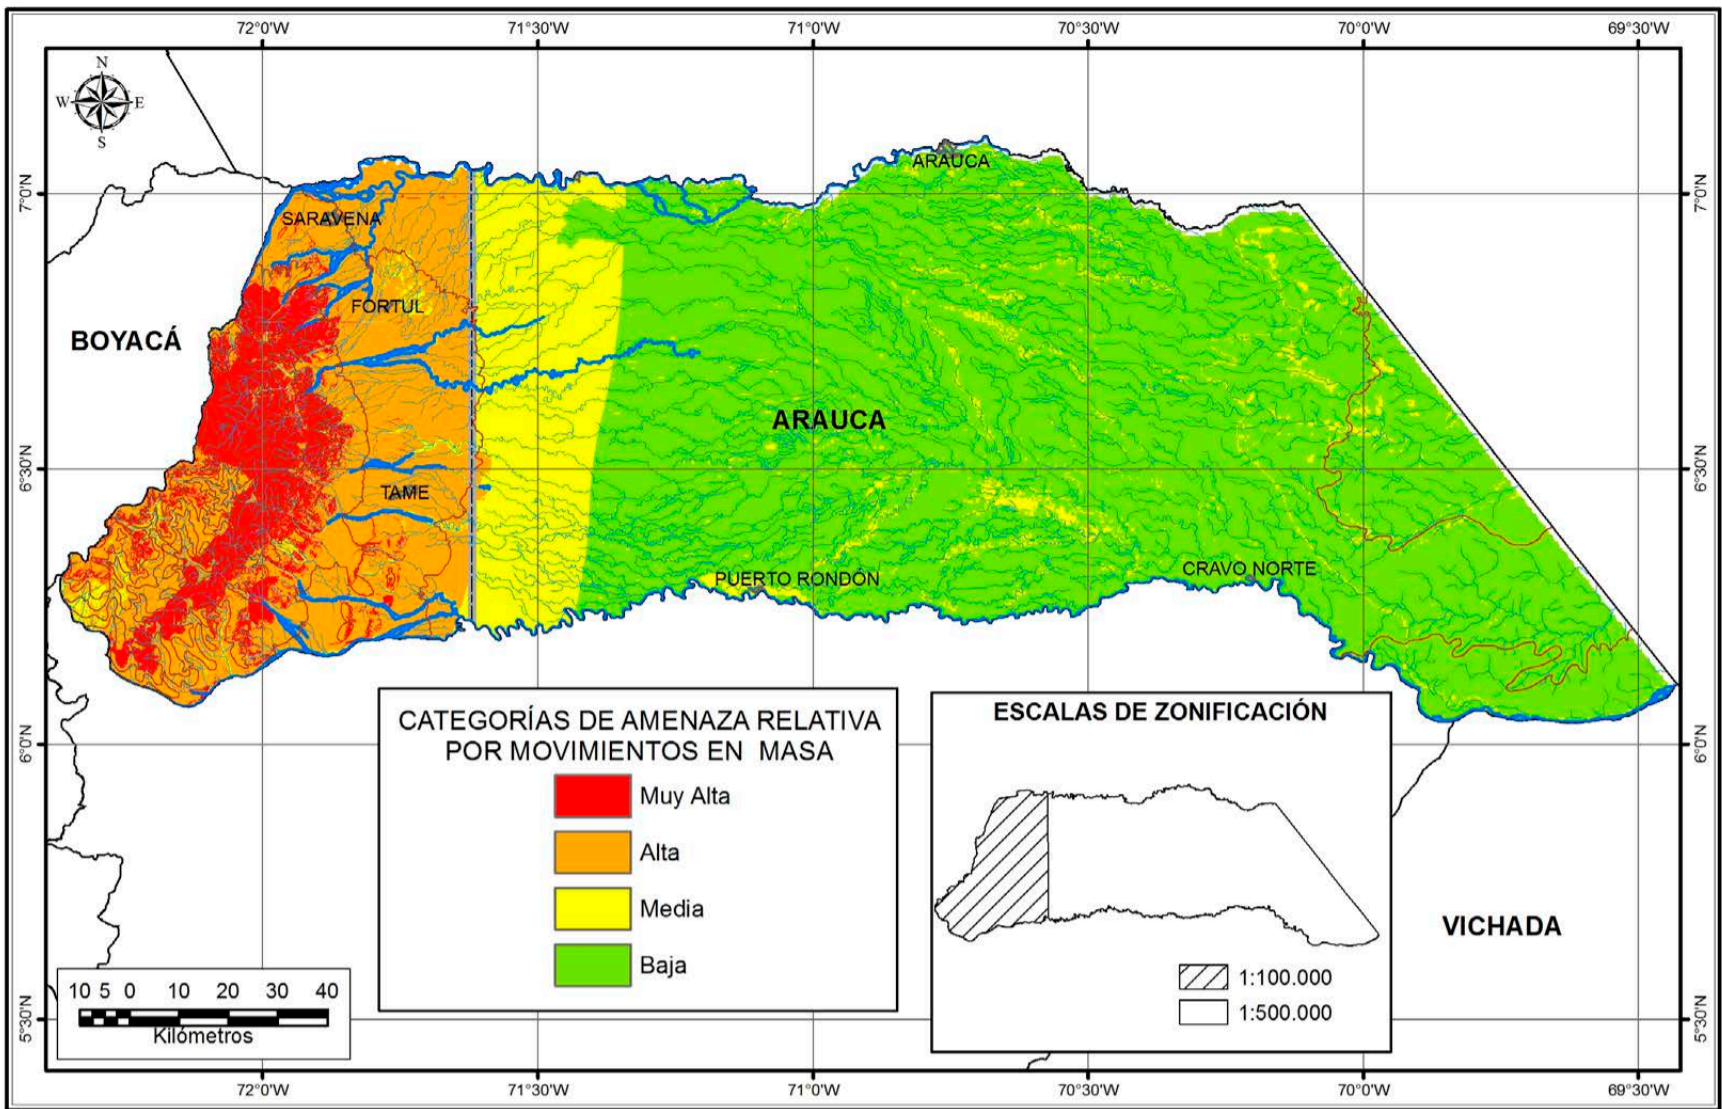 72°0'W 71°30'W 71°0'W 70°30'W 70°0'W 69°30'W
N
W E
S
7°0'N 7°0'N
ARAUCA
SARAVENA
FORTUL
BOYACÁ
ARAUCA
6°30'N 6°30'N
TAME
PUERTO RONDÓN
CRAVO NORTE
6°0'N 6°0'N
CATEGORÍAS DE AMENAZA RELATIVA
POR MOVIMIENTOS EN MASA
Muy Alta
Alta
Media
Baja
ESCALAS DE ZONIFICACIÓN
1:100.000
1:500.000
VICHADA
10 5 0 10 20 30 40
Kilómetros
5°30'N 5°30'N
72°0'W 71°30'W 71°0'W 70°30'W 70°0'W 69°30'W